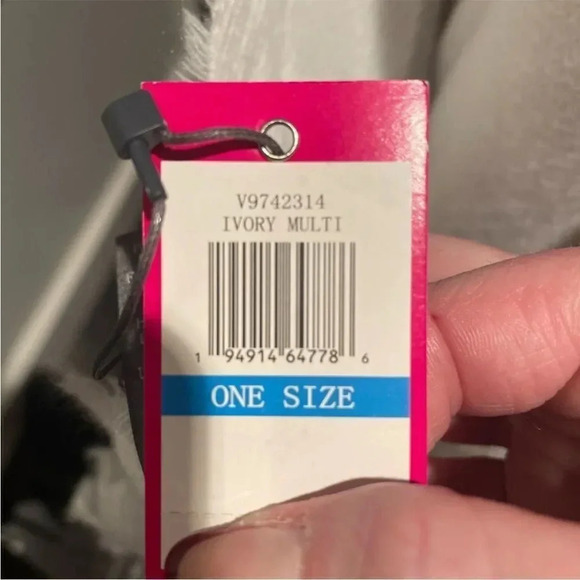 V9742314
IVORY MULTI
1 94914 64778 6
ONE SIZE